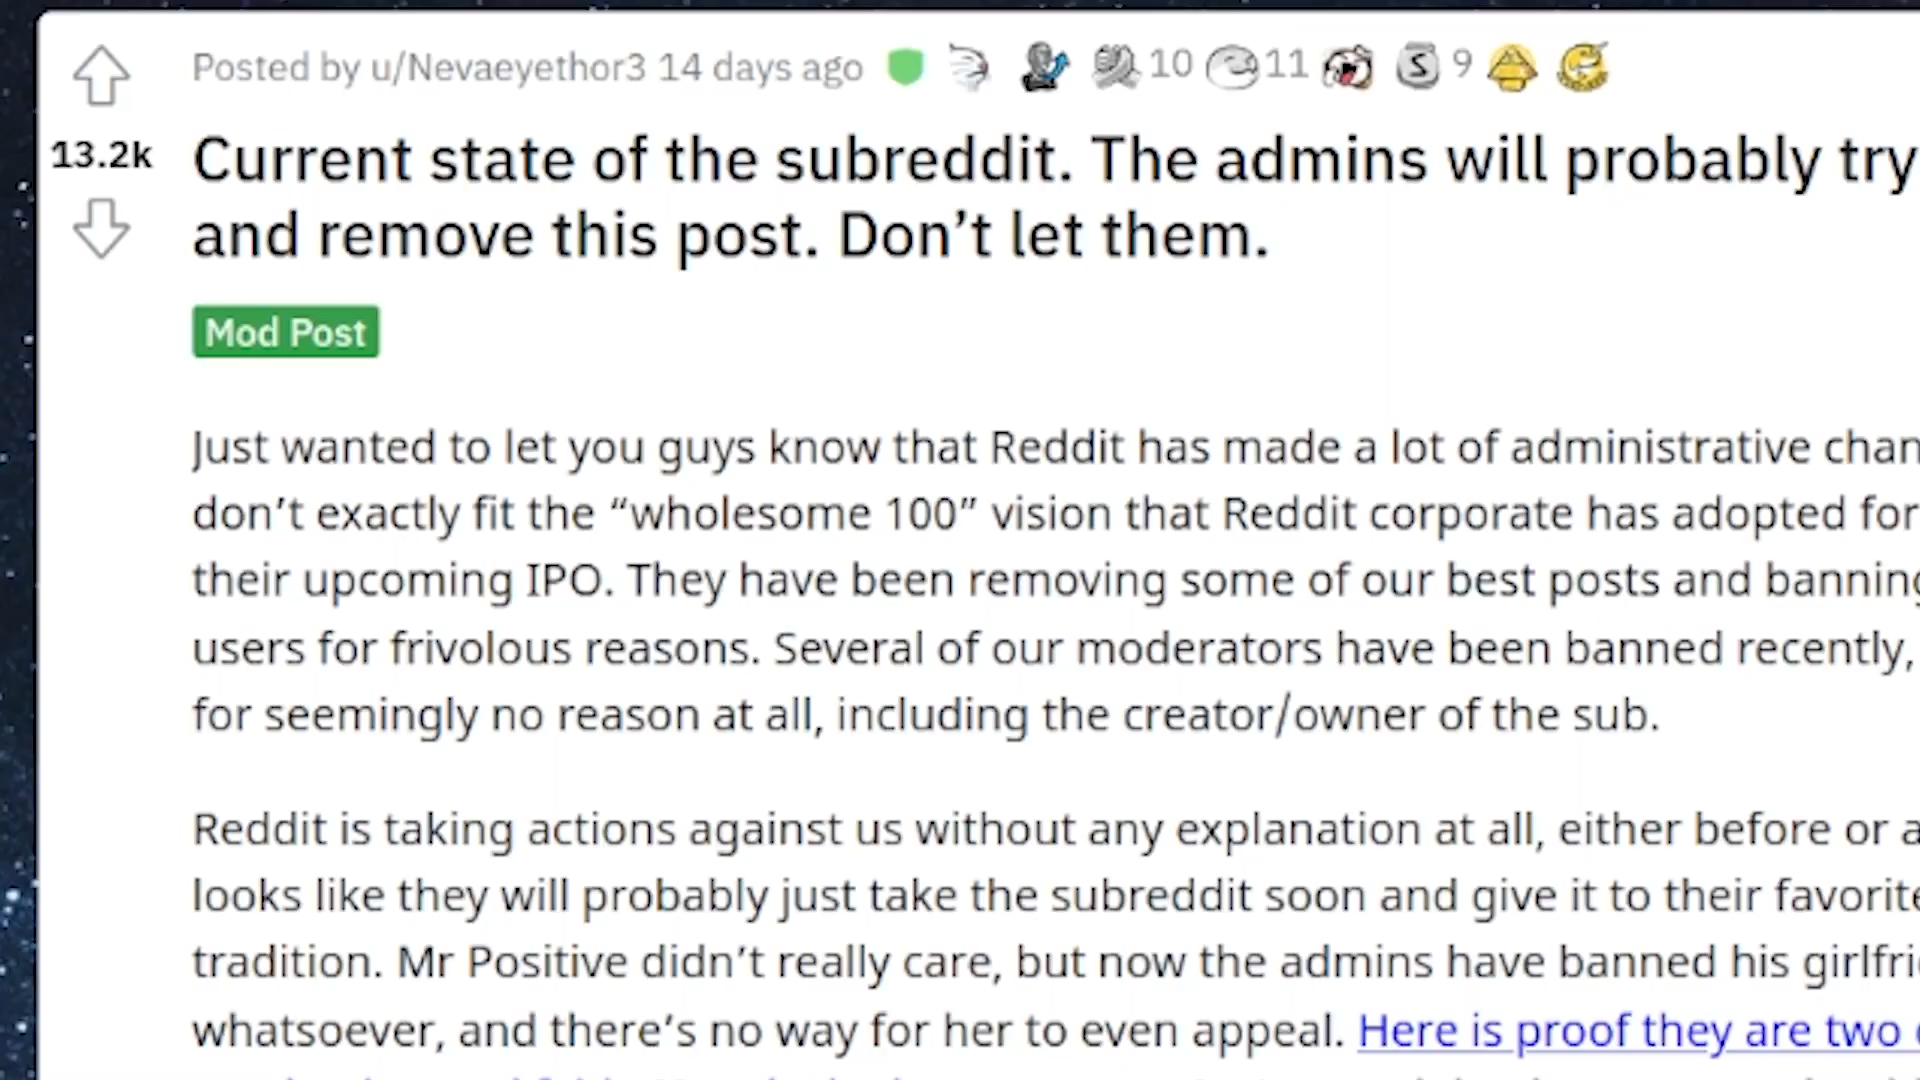 Posted by u/Nevaeyethor3 14 days ago 10 11 9
13.2k
Current state of the subreddit. The admins will probably try
and remove this post. Don’t let them.
Mod Post
Just wanted to let you guys know that Reddit has made a lot of administrative chan
don’t exactly fit the “wholesome 100” vision that Reddit corporate has adopted for
their upcoming IPO. They have been removing some of our best posts and banning
users for frivolous reasons. Several of our moderators have been banned recently,
for seemingly no reason at all, including the creator/owner of the sub.
Reddit is taking actions against us without any explanation at all, either before or a
looks like they will probably just take the subreddit soon and give it to their favorite
tradition. Mr Positive didn’t really care, but now the admins have banned his girlfri
whatsoever, and there’s no way for her to even appeal. Here is proof they are two